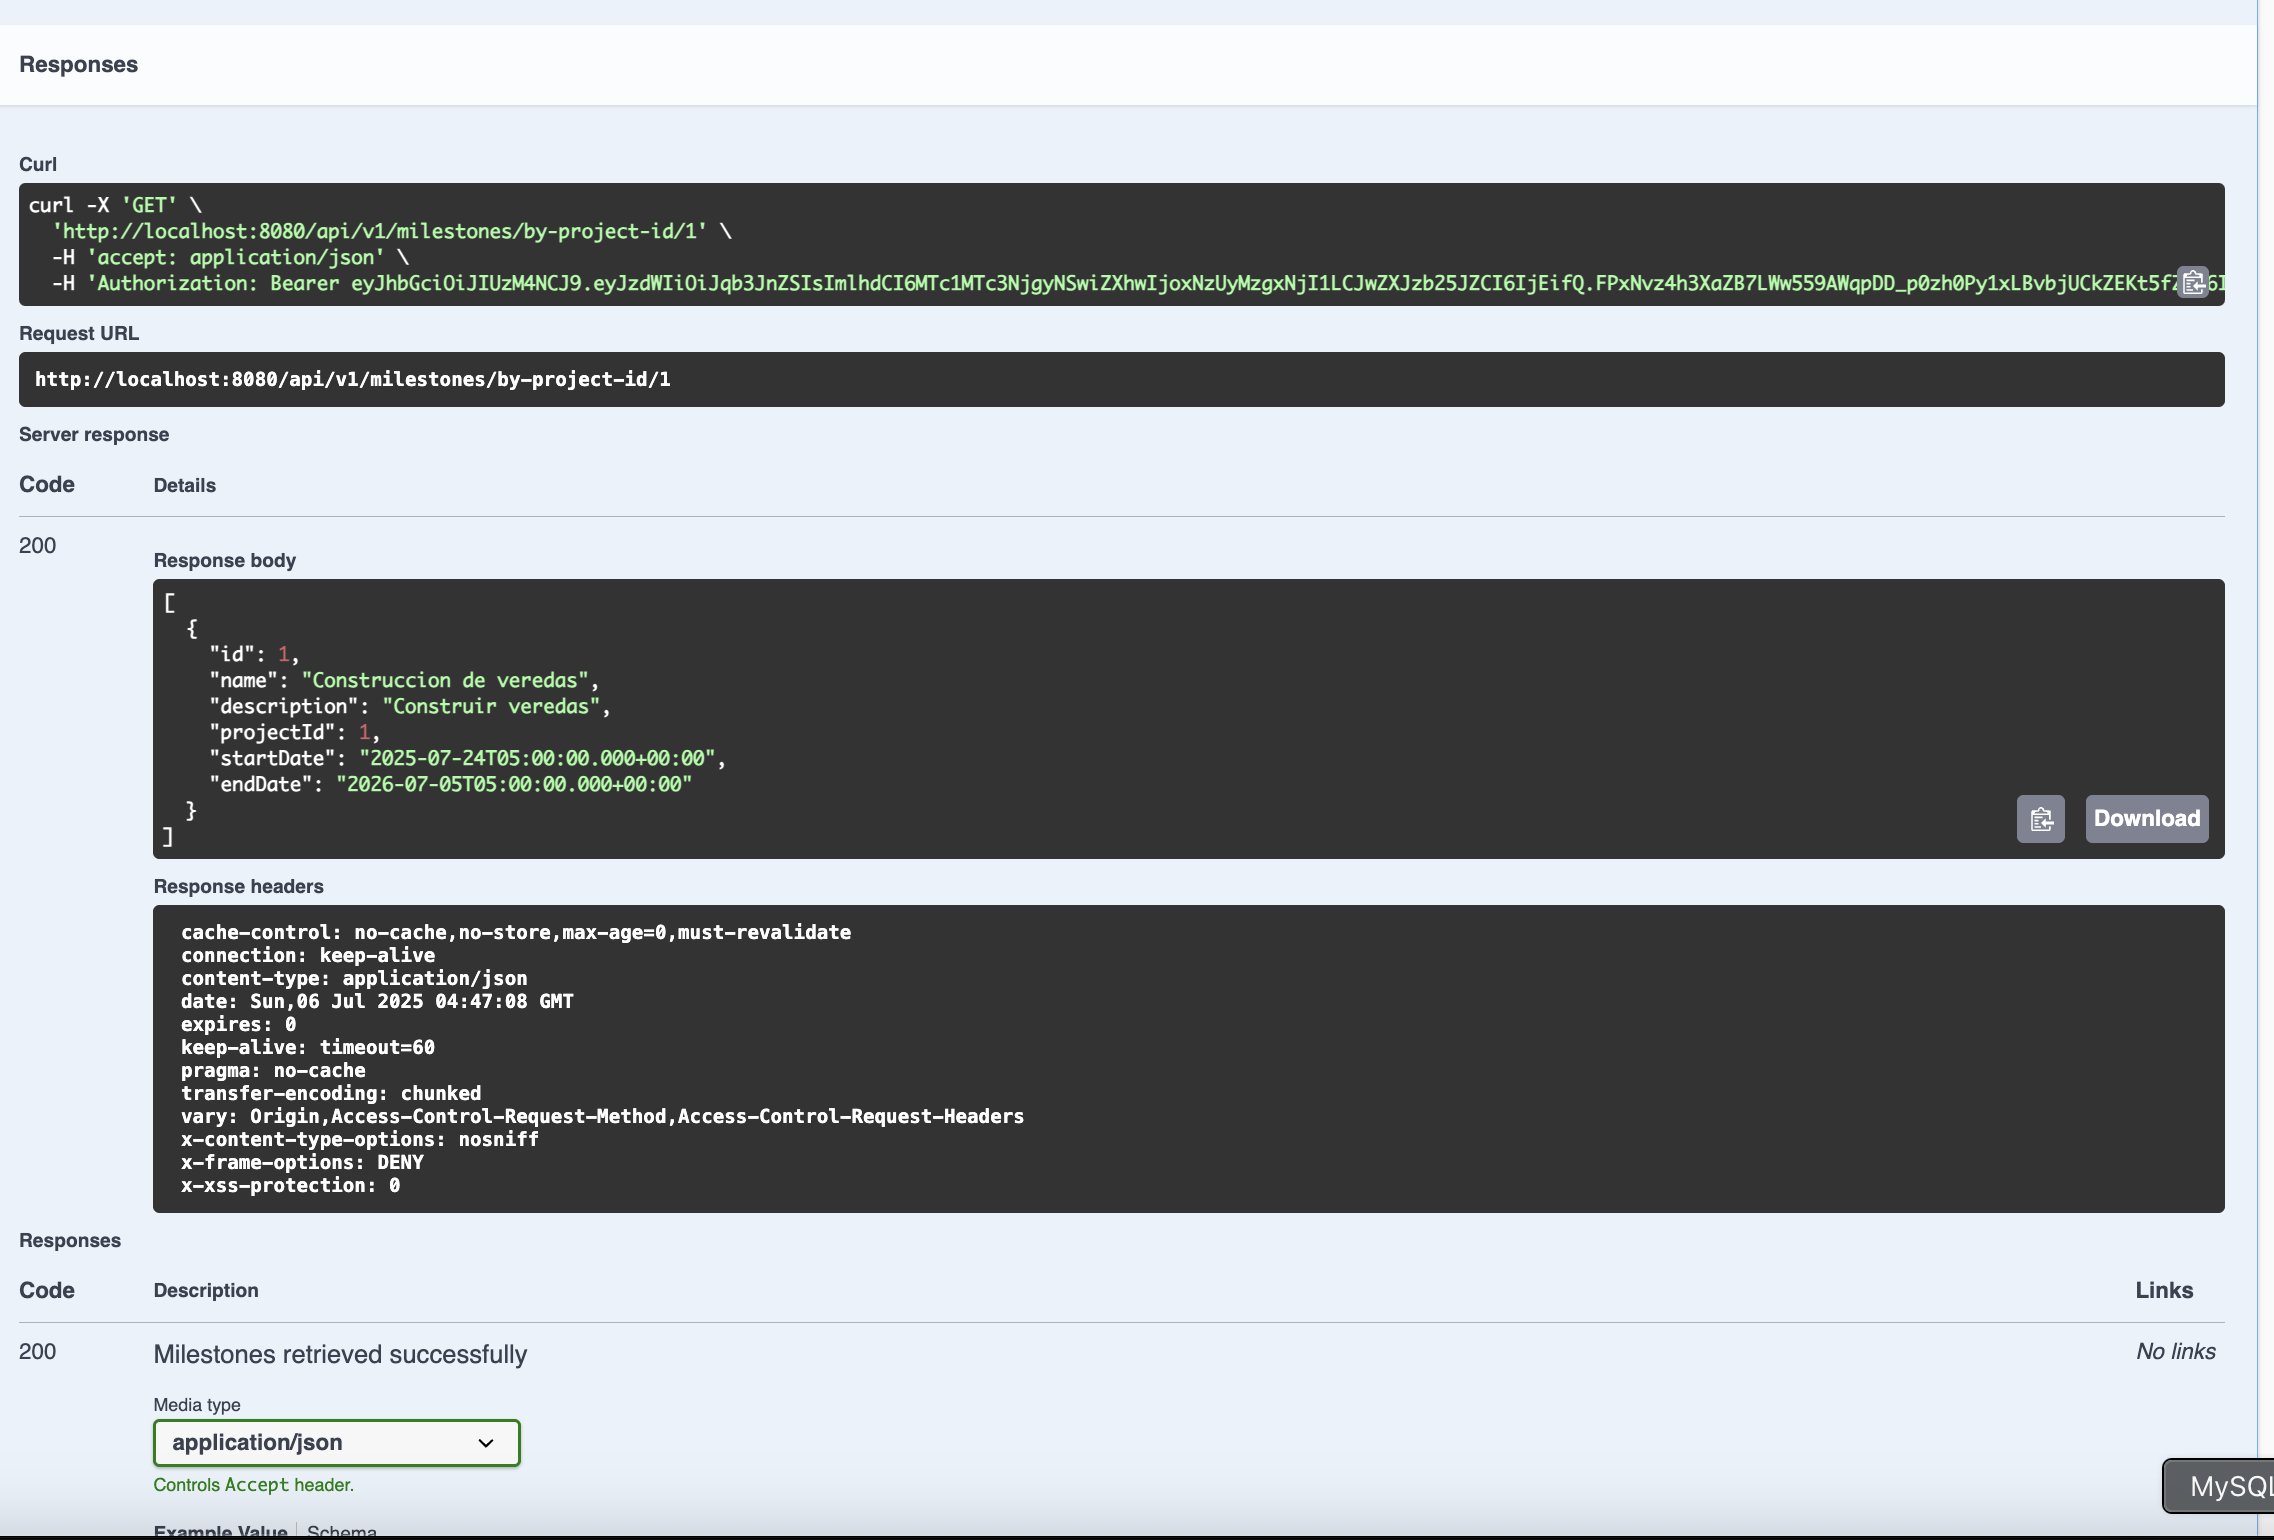 Responses
Curl
curl -X 'GET' \
'http://localhost:8080/api/v1/milestones/by-project-id/1' \
-H 'accept: application/json' \
-H 'Authorization: Bearer eyJhbGciOiJIUzM4NCJ9.eyJzdWIiOiJqb3JnZSIsImlhdCI6MTc1MTc3NjgyNSwiZXhwIjoxNzUyMzgxNjI1LCJwZXJzb25JZCI6IjEifQ.FPxNvz4h3XaZB7LWw559AWqpDD_p0zh0Py1xLBvbjUCkZEKt5fZ
Request URL
http://localhost:8080/api/v1/milestones/by-project-id/1
Server response
Code Details
200
Response body
[
{
"id": 1,
"name": "Construccion de veredas",
"description": "Construir veredas",
"projectId": 1,
"startDate": "2025-07-24T05:00:00.000+00:00",
"endDate": "2026-07-05T05:00:00.000+00:00"
}
]
Download
Response headers
cache-control: no-cache,no-store,max-age=0,must-revalidate
connection: keep-alive
content-type: application/json
date: Sun,06 Jul 2025 04:47:08 GMT
expires: 0
keep-alive: timeout=60
pragma: no-cache
transfer-encoding: chunked
vary: Origin,Access-Control-Request-Method,Access-Control-Request-Headers
x-content-type-options: nosniff
x-frame-options: DENY
x-xss-protection: 0
Responses
Code Description Links
200 Milestones retrieved successfully No links
Media type
application/json
Controls Accept header.
MySQL
Example Value Schema